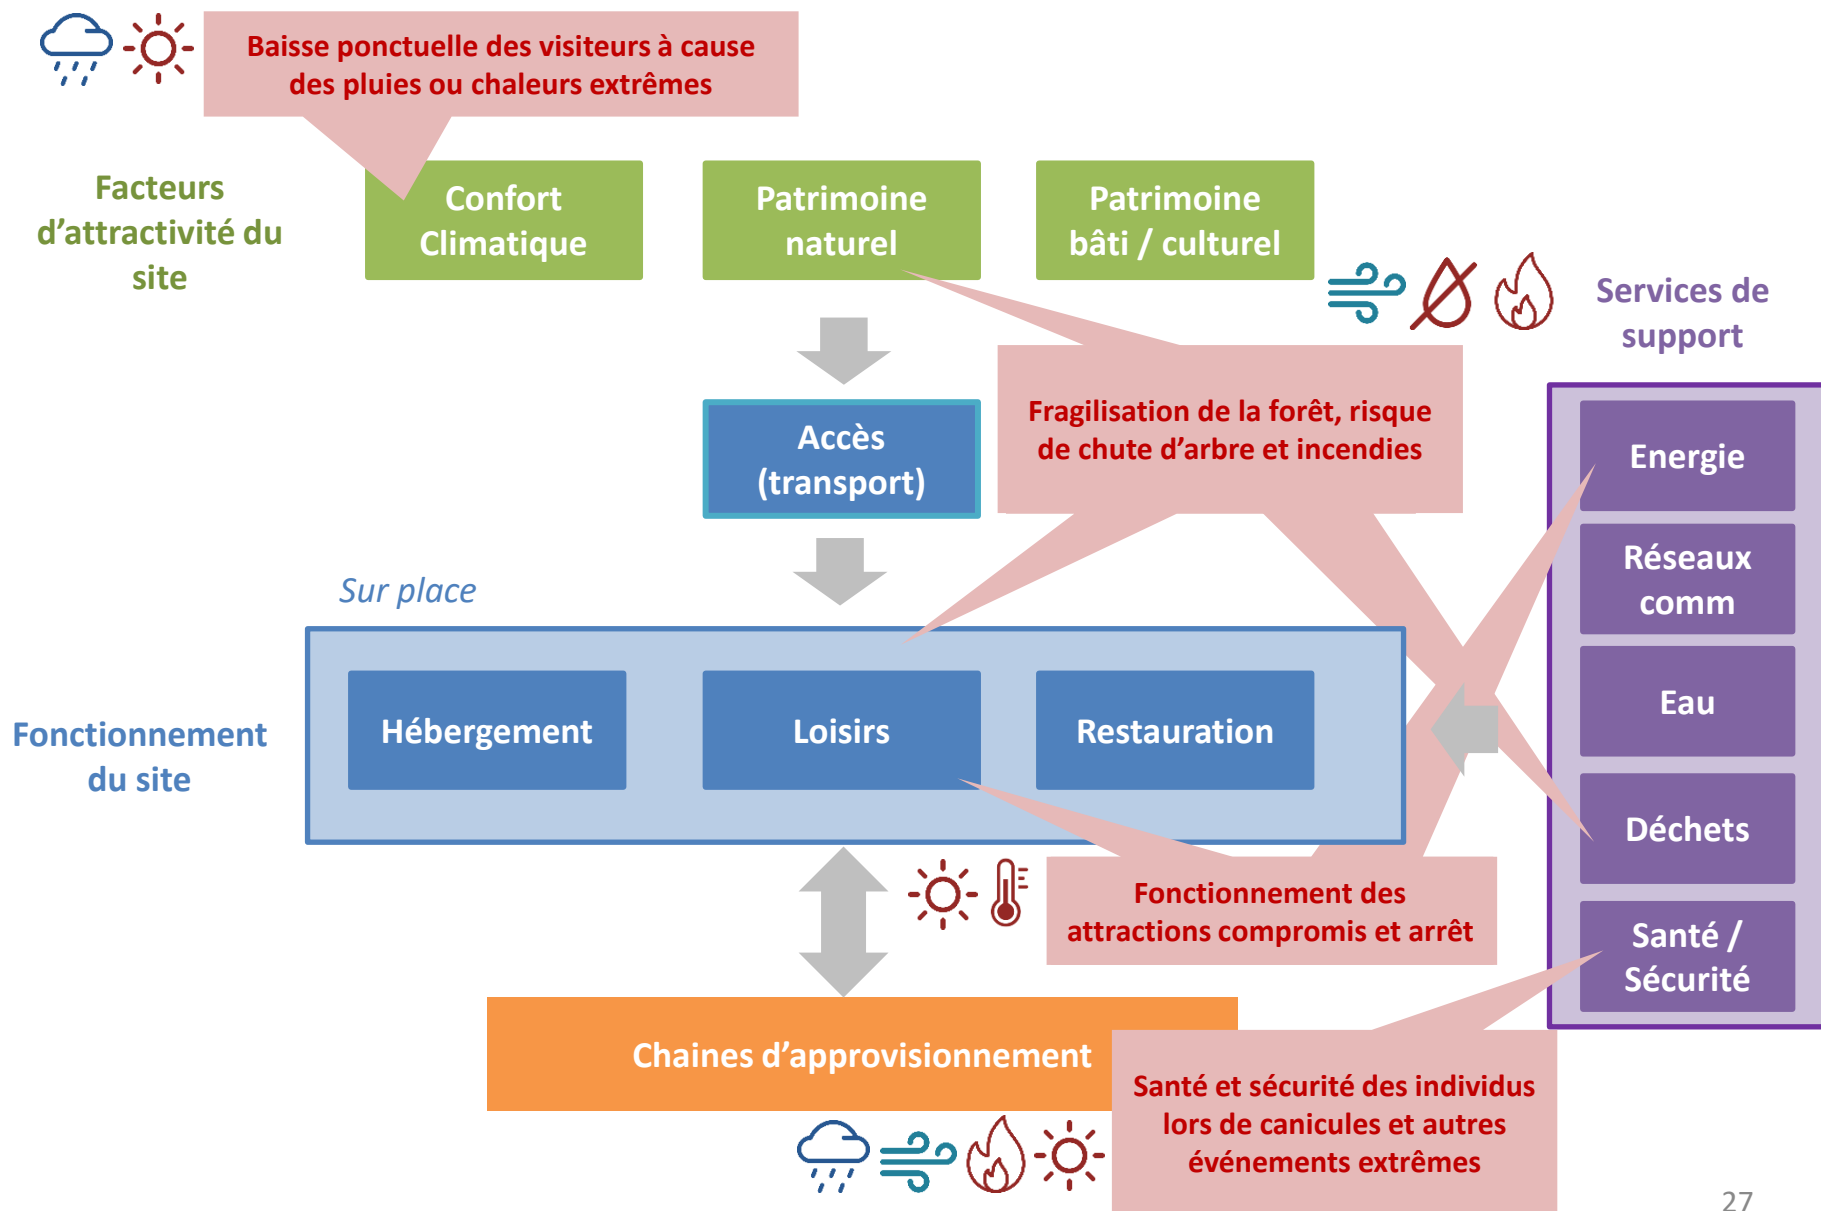 Baisse ponctuelle des visiteurs à cause
des pluies ou chaleurs extrêmes
Facteurs
d'attractivité du
site
Confort
Climatique
Patrimoine
naturel
Patrimoine
bâti / culturel
Services de
support
Accès
(transport)
Fragilisation de la forêt, risque
de chute d'arbre et incendies
Energie
Réseaux
comm
Eau
Déchets
Santé /
Sécurité
Sur place
Fonctionnement
du site
Hébergement
Loisirs
Restauration
Fonctionnement des
attractions compromis et arrêt
Chaines d'approvisionnement
Santé et sécurité des individus
lors de canicules et autres
événements extrêmes
27